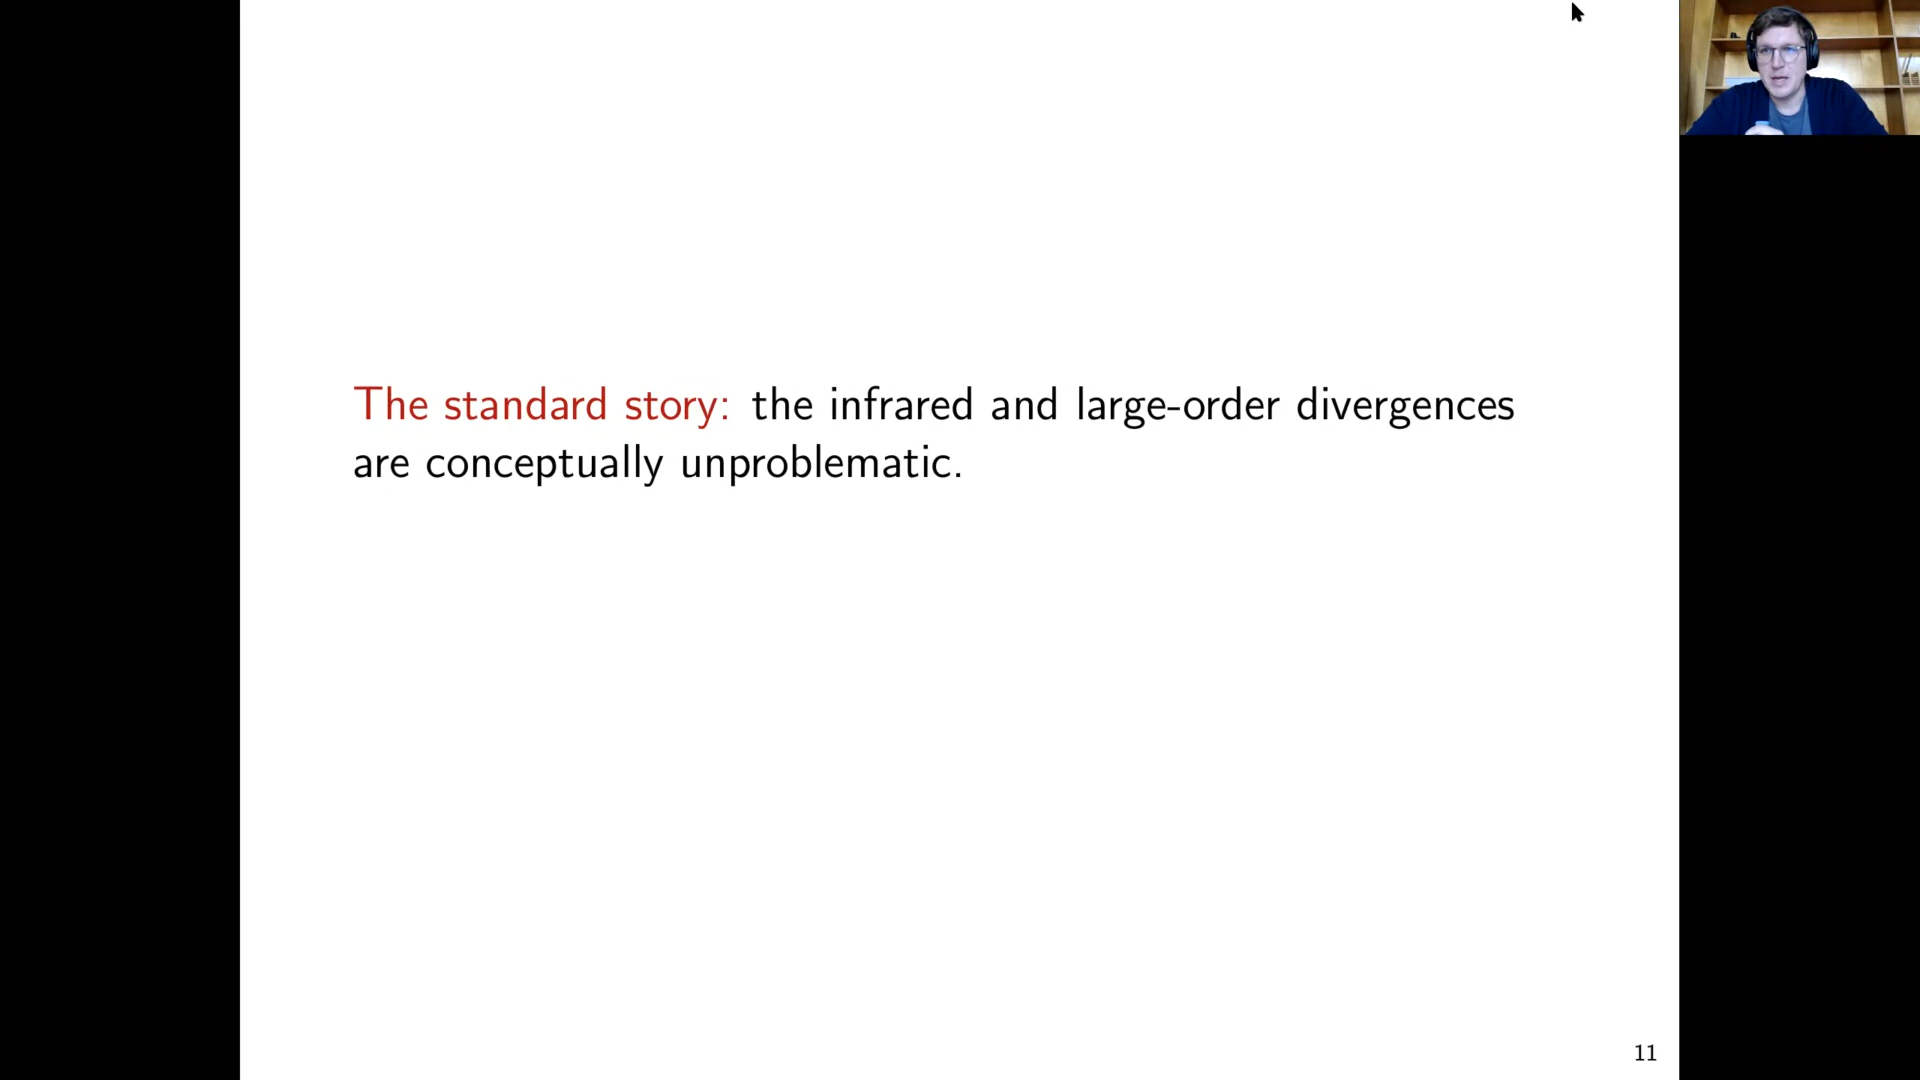 The standard story: the infrared and large-order divergences
are conceptually unproblematic.
11